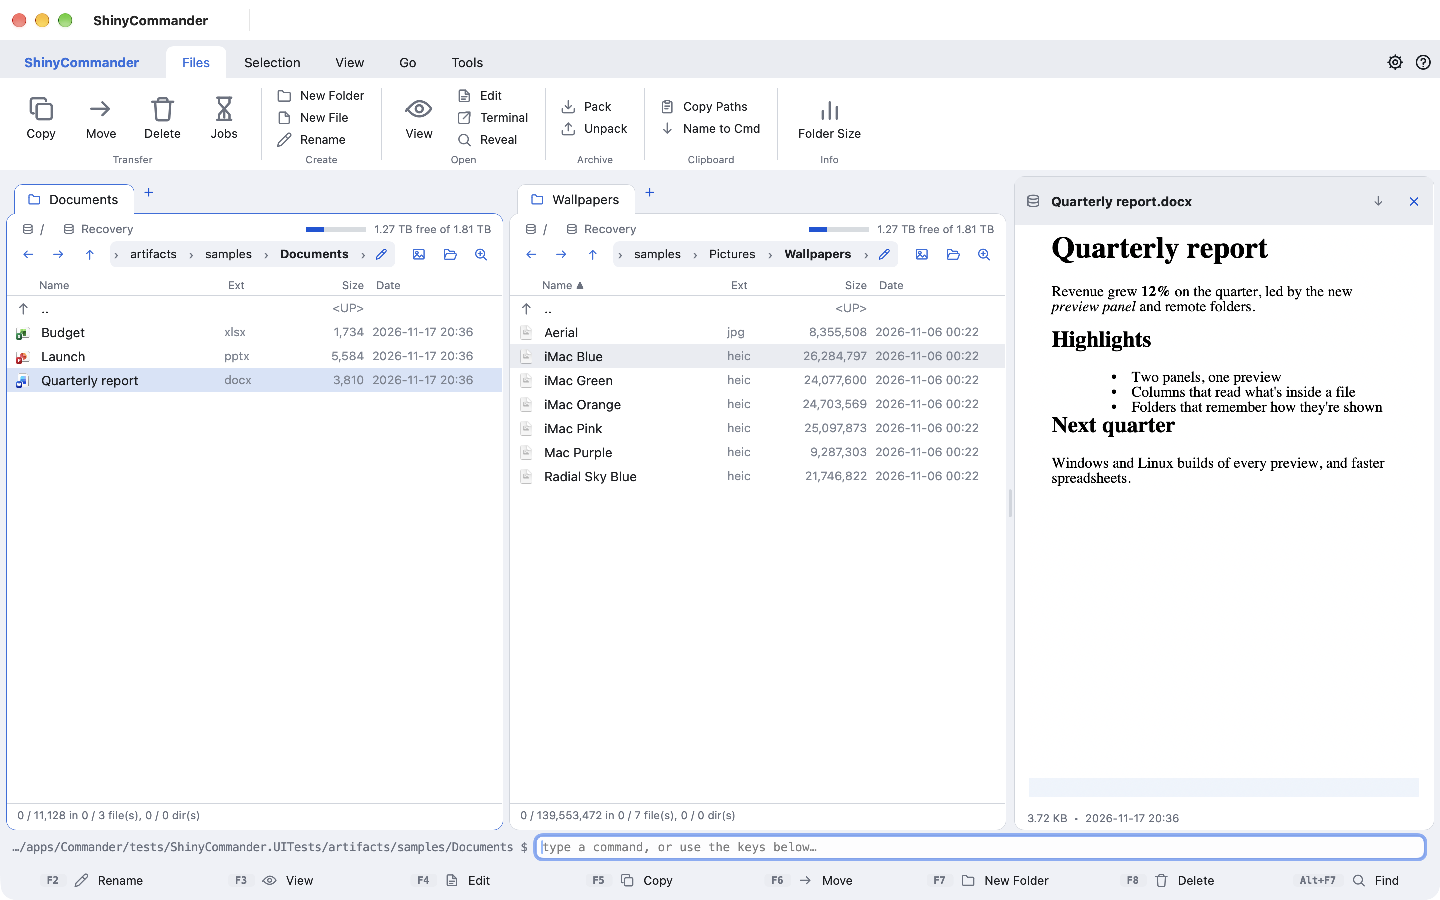 ShinyCommander
ShinyCommander Files Selection View Go Tools
Copy Move Delete Jobs
Transfer
New Folder
New File
Rename
Create
View
Edit
Terminal
Reveal
Open
Pack
Unpack
Archive
Copy Paths
Name to Cmd
Clipboard
Folder Size
Info
Documents +
/ Recovery 1.27 TB free of 1.81 TB
› artifacts › samples › Documents ›
Name Ext Size Date
.. <UP>
Budget xlsx 1,734 2026-11-17 20:36
Launch pptx 5,584 2026-11-17 20:36
Quarterly report docx 3,810 2026-11-17 20:36
0 / 11,128 in 0 / 3 file(s), 0 / 0 dir(s)
Wallpapers +
/ Recovery 1.27 TB free of 1.81 TB
› samples › Pictures › Wallpapers ›
Name ▲ Ext Size Date
.. <UP>
Aerial jpg 8,355,508 2026-11-06 00:22
iMac Blue heic 26,284,797 2026-11-06 00:22
iMac Green heic 24,077,600 2026-11-06 00:22
iMac Orange heic 24,703,569 2026-11-06 00:22
iMac Pink heic 25,097,873 2026-11-06 00:22
Mac Purple heic 9,287,303 2026-11-06 00:22
Radial Sky Blue heic 21,746,822 2026-11-06 00:22
0 / 139,553,472 in 0 / 7 file(s), 0 / 0 dir(s)
Quarterly report.docx
Quarterly report
Revenue grew 12% on the quarter, led by the new
preview panel and remote folders.
Highlights
• Two panels, one preview
• Columns that read what's inside a file
• Folders that remember how they're shown
Next quarter
Windows and Linux builds of every preview, and faster
spreadsheets.
3.72 KB • 2026-11-17 20:36
…/apps/Commander/tests/ShinyCommander.UITests/artifacts/samples/Documents $ type a command, or use the keys below…
F2 Rename F3 View F4 Edit F5 Copy F6 Move F7 New Folder F8 Delete Alt+F7 Find